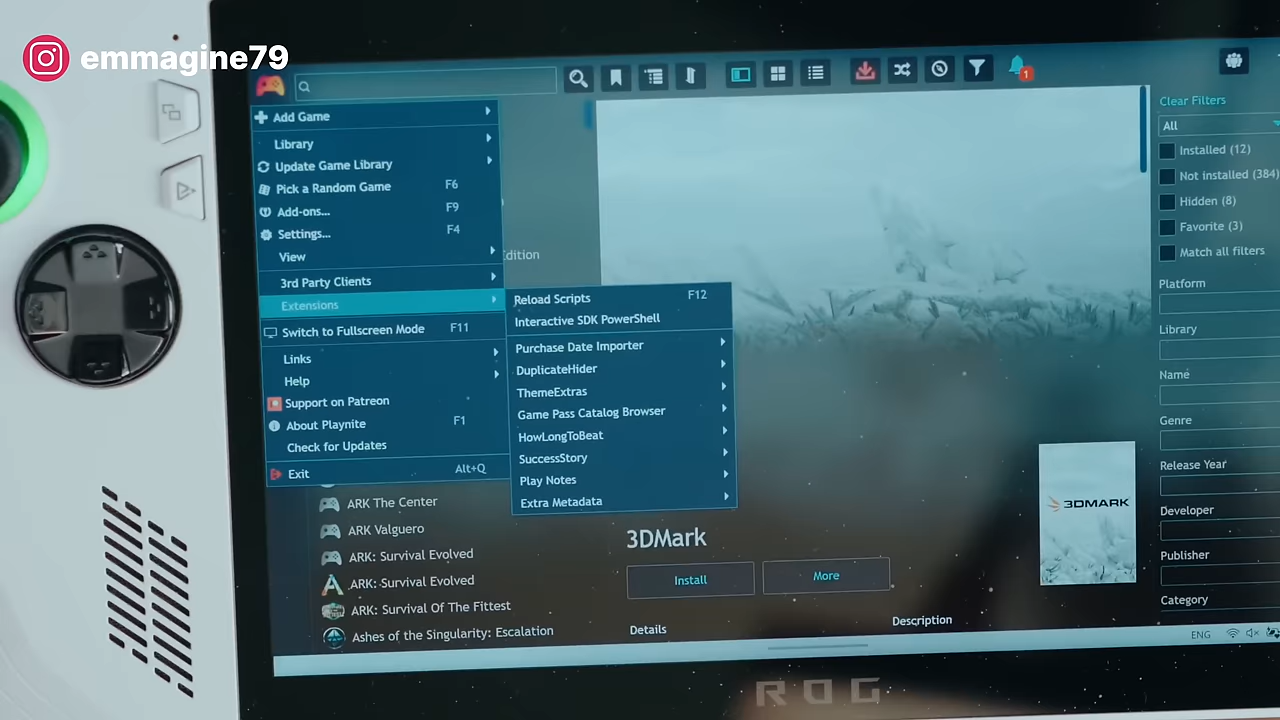 emmagine79
Add Game
Library
Update Game Library
Pick a Random Game F6
Add-ons... F9
Settings... F4
View
3rd Party Clients
Extensions
Switch to Fullscreen Mode F11
Links
Help
Support on Patreon
About Playnite F1
Check for Updates
Exit Alt+Q
Reload Scripts F12
Interactive SDK PowerShell
Purchase Date Importer
DuplicateHider
ThemeExtras
Game Pass Catalog Browser
HowLongToBeat
SuccessStory
Play Notes
Extra Metadata
dition
ARK The Center
ARK Valguero
ARK: Survival Evolved
ARK: Survival Evolved
ARK: Survival Of The Fittest
Ashes of the Singularity: Escalation
3DMark
Install
More
Details
Description
3DMARK
1
Clear Filters
All
Installed (12)
Not installed (384)
Hidden (8)
Favorite (3)
Match all filters
Platform
Library
Name
Genre
Release Year
Developer
Publisher
Category
ENG
ROG